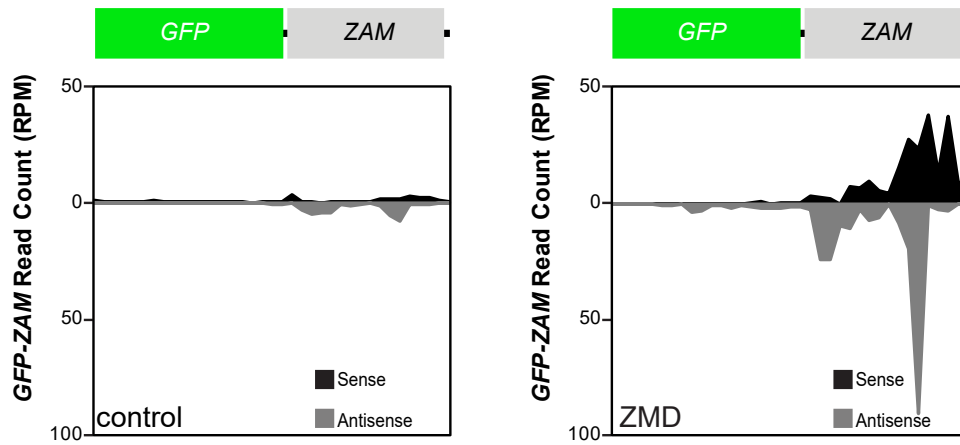 GFP ZAM
GFP-ZAM Read Count (RPM)
50
0
50
100
Sense
Antisense
control
GFP ZAM
GFP-ZAM Read Count (RPM)
50
0
50
100
Sense
Antisense
ZMD